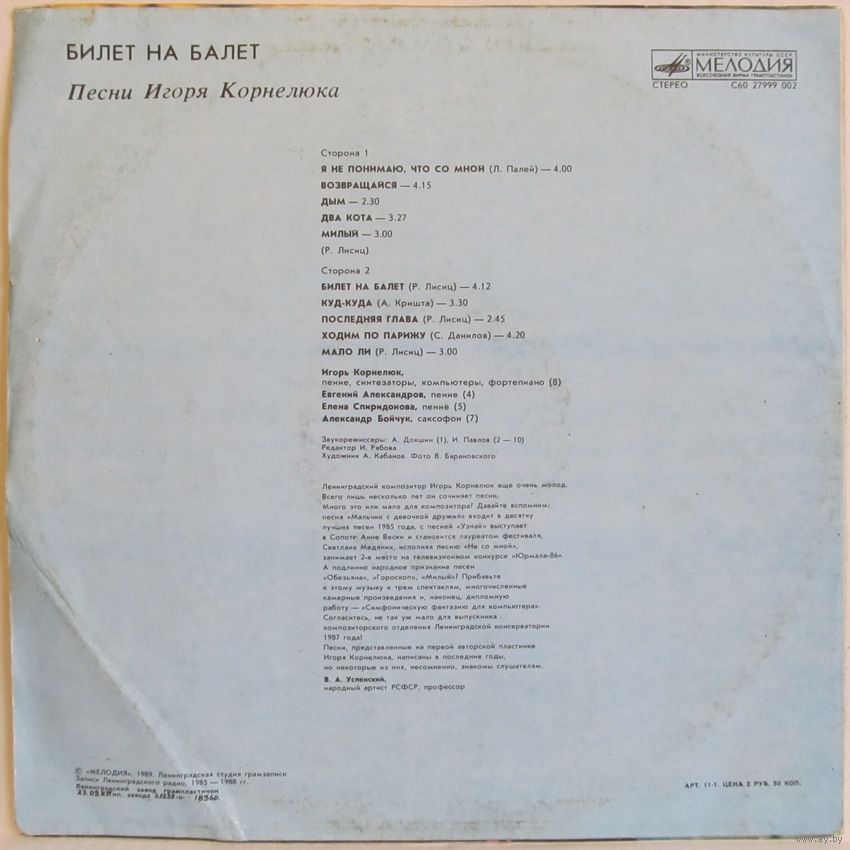 БИЛЕТ НА БАЛЕТ
Песни Игоря Корнелюка
МИНИСТЕРСТВО КУЛЬТУРЫ СССР
МЕЛОДИЯ
ВСЕСОЮЗНАЯ ФИРМА ГРАМПЛАСТИНОК
СТЕРЕО С60 27999 002
Сторона 1
Я НЕ ПОНИМАЮ, ЧТО СО МНОЙ (Л. Палей) — 4.00
ВОЗВРАЩАЙСЯ — 4.15
ДЫМ — 2.30
ДВА КОТА — 3.27
МИЛЫЙ — 3.00
(Р. Лисиц)
Сторона 2
БИЛЕТ НА БАЛЕТ (Р. Лисиц) — 4.12
КУД-КУДА (А. Кришта) — 3.30
ПОСЛЕДНЯЯ ГЛАВА (Р. Лисиц) — 2.45
ХОДИМ ПО ПАРИЖУ (С. Данилов) — 4.20
МАЛО ЛИ (Р. Лисиц) — 3.00
Игорь Корнелюк,
пение, синтезаторы, компьютеры, фортепиано (8)
Евгений Александров, пение (4)
Елена Спиридонова, пение (5)
Александр Бойчук, саксофон (7)
Звукорежиссеры: А. Докшин (1), И. Павлов (2 — 10)
Редактор И. Рябова
Художник А. Кабанов. Фото В. Барановского
Ленинградский композитор Игорь Корнелюк еще очень молод.
Всего лишь несколько лет он сочиняет песни.
Много это или мало для композитора? Давайте вспомним:
песня «Мальчик с девочкой дружил» входит в десятку
лучших песен 1985 года, с песней «Узнай» выступает
в Сопоте Анне Вески и становится лауреатом фестиваля,
Светлана Медяник, исполняя песню «Не со мной»,
занимает 2-е место на телевизионном конкурсе «Юрмала-86».
А подлинно народное признание песен
«Обезьяна», «Гороскоп», «Милый»? Прибавьте
к этому музыку к трем спектаклям, многочисленные
камерные произведения и, наконец, дипломную
работу — «Симфоническую фантазию для компьютера».
Согласитесь, не так уж мало для выпускника
композиторского отделения Ленинградской консерватории
1987 года!
Песни, представленные на первой авторской пластинке
Игоря Корнелюка, написаны в последние годы,
но некоторые из них, несомненно, знакомы слушателям.
В. А. Успенский,
народный артист РСФСР, профессор
© «МЕЛОДИЯ», 1989. Ленинградская студия грамзаписи
Записи Ленинградского радио, 1985 — 1988 гг.
Ленинградский завод грампластинок
Тип. завода
АРТ. 11-1. ЦЕНА 2 РУБ. 50 КОП.
www.ay.by